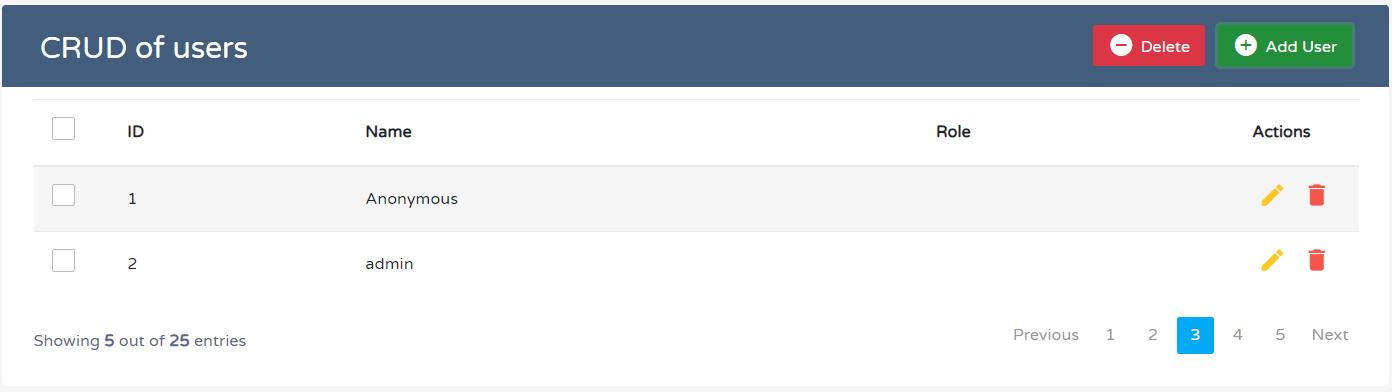 CRUD of users Delete Add User
ID Name Role Actions
1 Anonymous
2 admin
Showing 5 out of 25 entries Previous 1 2 3 4 5 Next